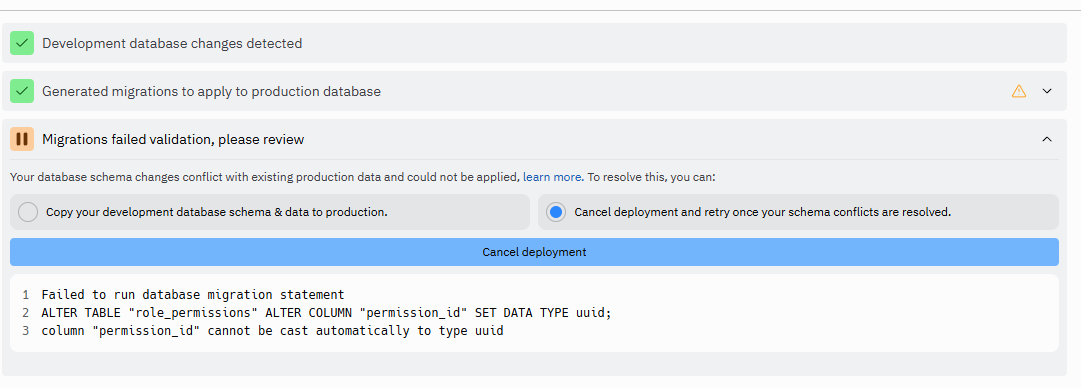 Development database changes detected
Generated migrations to apply to production database
Migrations failed validation, please review
Your database schema changes conflict with existing production data and could not be applied, learn more. To resolve this, you can:
Copy your development database schema & data to production.
Cancel deployment and retry once your schema conflicts are resolved.
Cancel deployment
1 Failed to run database migration statement
2 ALTER TABLE "role_permissions" ALTER COLUMN "permission_id" SET DATA TYPE uuid;
3 column "permission_id" cannot be cast automatically to type uuid